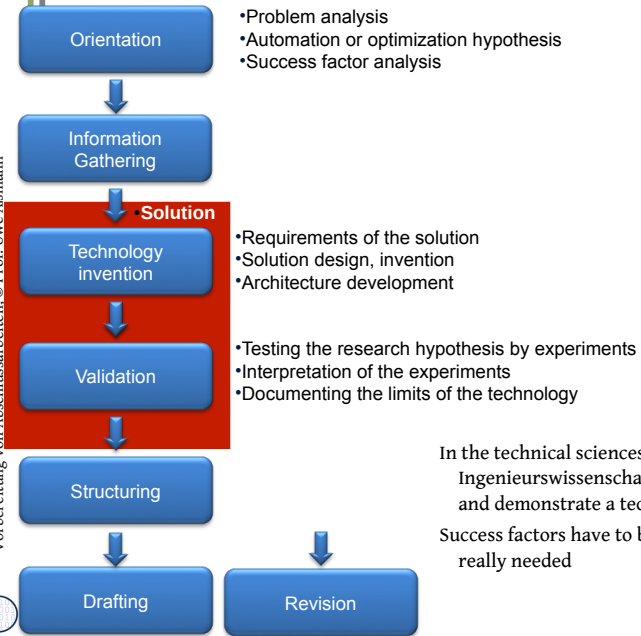 Orientation
•Problem analysis
•Automation or optimization hypothesis
•Success factor analysis
Information
Gathering
•Solution
Technology
invention
•Requirements of the solution
•Solution design, invention
•Architecture development
Validation
•Testing the research hypothesis by experiments
•Interpretation of the experiments
•Documenting the limits of the technology
Structuring
In the technical sciences
Ingenieurswissenscha
and demonstrate a tec
Success factors have to b
really needed
Drafting
Revision